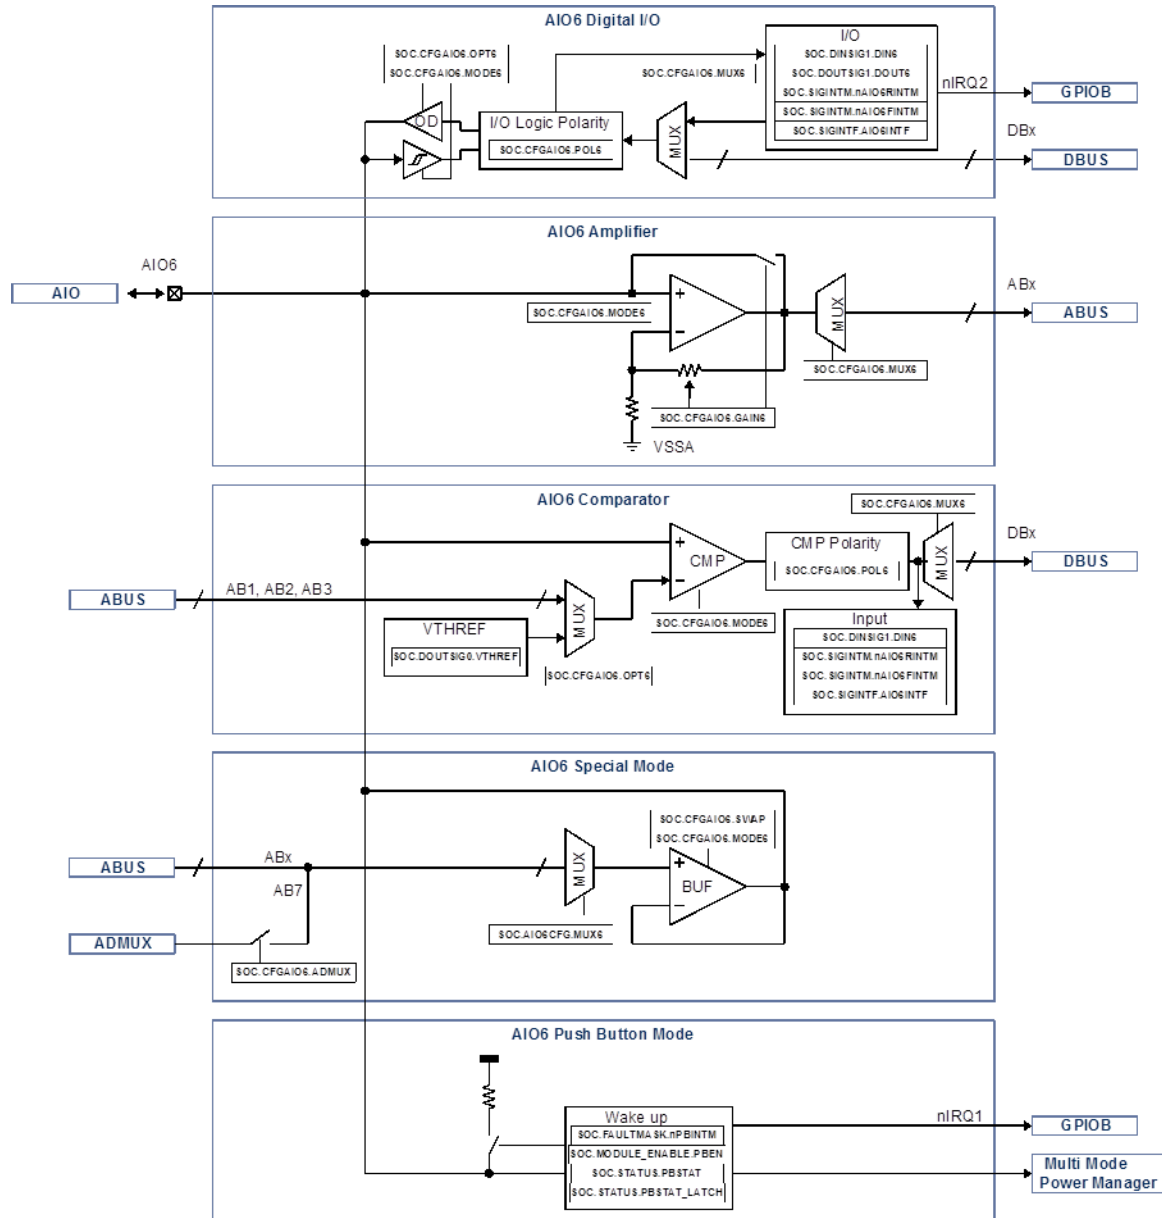 AIO6 Digital I/O
SOC.CFGAIO6.OPT6
SOC.CFGAIO6.MODE6
SOC.CFGAIO6.MUX6
I/O
SOC.DINSIG1.DIN6
SOC.DOUTSIG1.DOUT6
SOC.SIGINTM.nAIO6RINTM
SOC.SIGINTM.nAIO6FINTM
SOC.SIGINTF.AIO6INTF
nIRQ2
GPIOB
OD
I/O Logic Polarity
SOC.CFGAIO6.POL6
MUX
DBx
DBUS
AIO6 Amplifier
AIO
AIO6
SOC.CFGAIO6.MODE6
+
−
MUX
ABx
ABUS
SOC.CFGAIO6.MUX6
SOC.CFGAIO6.GAIN6
VSSA
AIO6 Comparator
SOC.CFGAIO6.MUX6
+
−
CMP
CMP Polarity
SOC.CFGAIO6.POL6
MUX
DBx
DBUS
ABUS
AB1, AB2, AB3
MUX
VTHREF
SOC.DOUTSIG0.VTHREF
SOC.CFGAIO6.OPT6
SOC.CFGAIO6.MODE6
Input
SOC.DINSIG1.DIN6
SOC.SIGINTM.nAIO6RINTM
SOC.SIGINTM.nAIO6FINTM
SOC.SIGINTF.AIO6INTF
AIO6 Special Mode
SOC.CFGAIO6.SWAP
SOC.CFGAIO6.MODE6
ABUS
ABx
AB7
MUX
+
−
BUF
SOC.AIO6CFG.MUX6
ADMUX
SOC.CFGAIO6.ADMUX
AIO6 Push Button Mode
Wake up
SOC.FAULTMASK.nPBINTM
SOC.MODULE_ENABLE.PBEN
SOC.STATUS.PBSTAT
SOC.STATUS.PBSTAT_LATCH
nIRQ1
GPIOB
Multi Mode
Power Manager